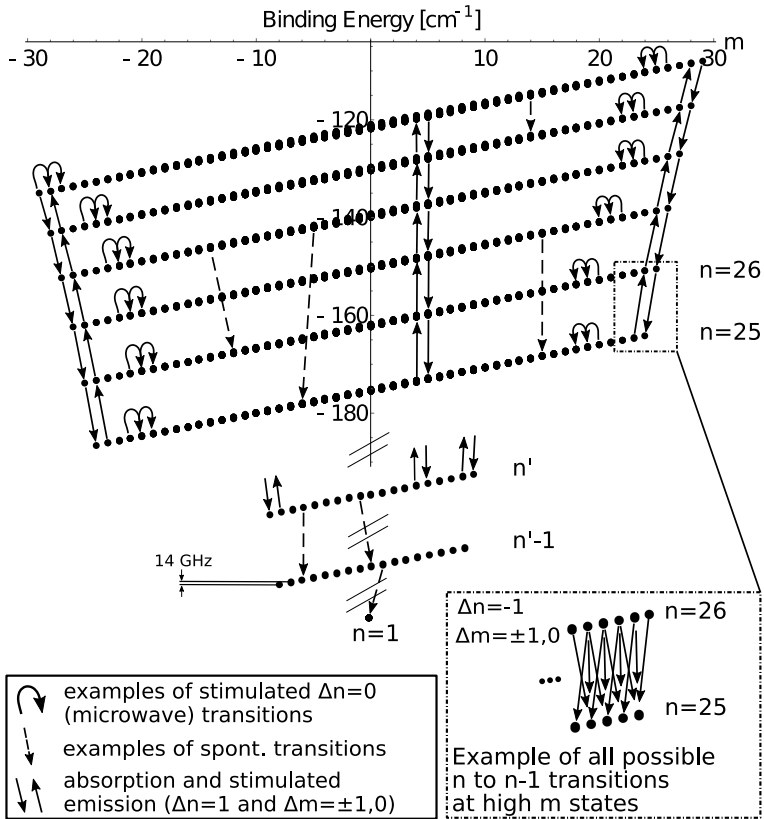 Binding Energy [cm⁻¹]
m
-30 -20 -10 0 10 20 30
-120
-140
-160
-180
n=26
n=25
n'
n'-1
14 GHz
n=1
Δn=-1
Δm=±1,0
n=26
n=25
...
Example of all possible
n to n-1 transitions
at high m states
examples of stimulated Δn=0
(microwave) transitions
examples of spont. transitions
absorption and stimulated
emission (Δn=1 and Δm=±1,0)